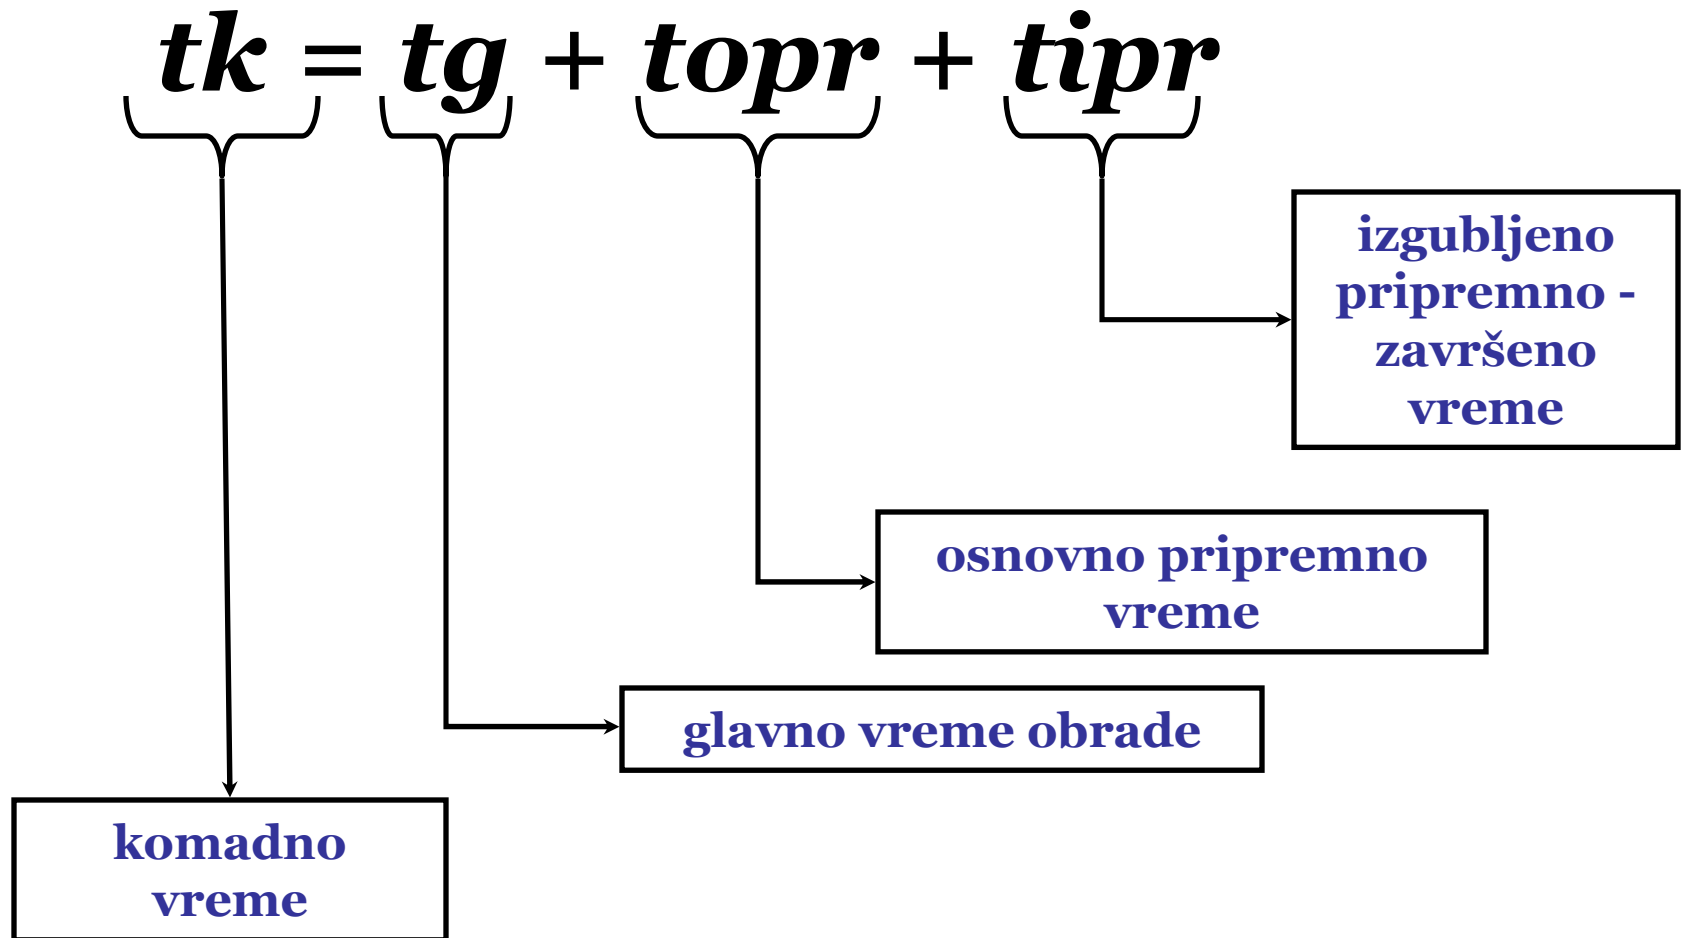 tk = tg + topr + tipr
izgubljeno
pripremno -
završeno
vreme
osnovno pripremno
vreme
glavno vreme obrade
komadno
vreme